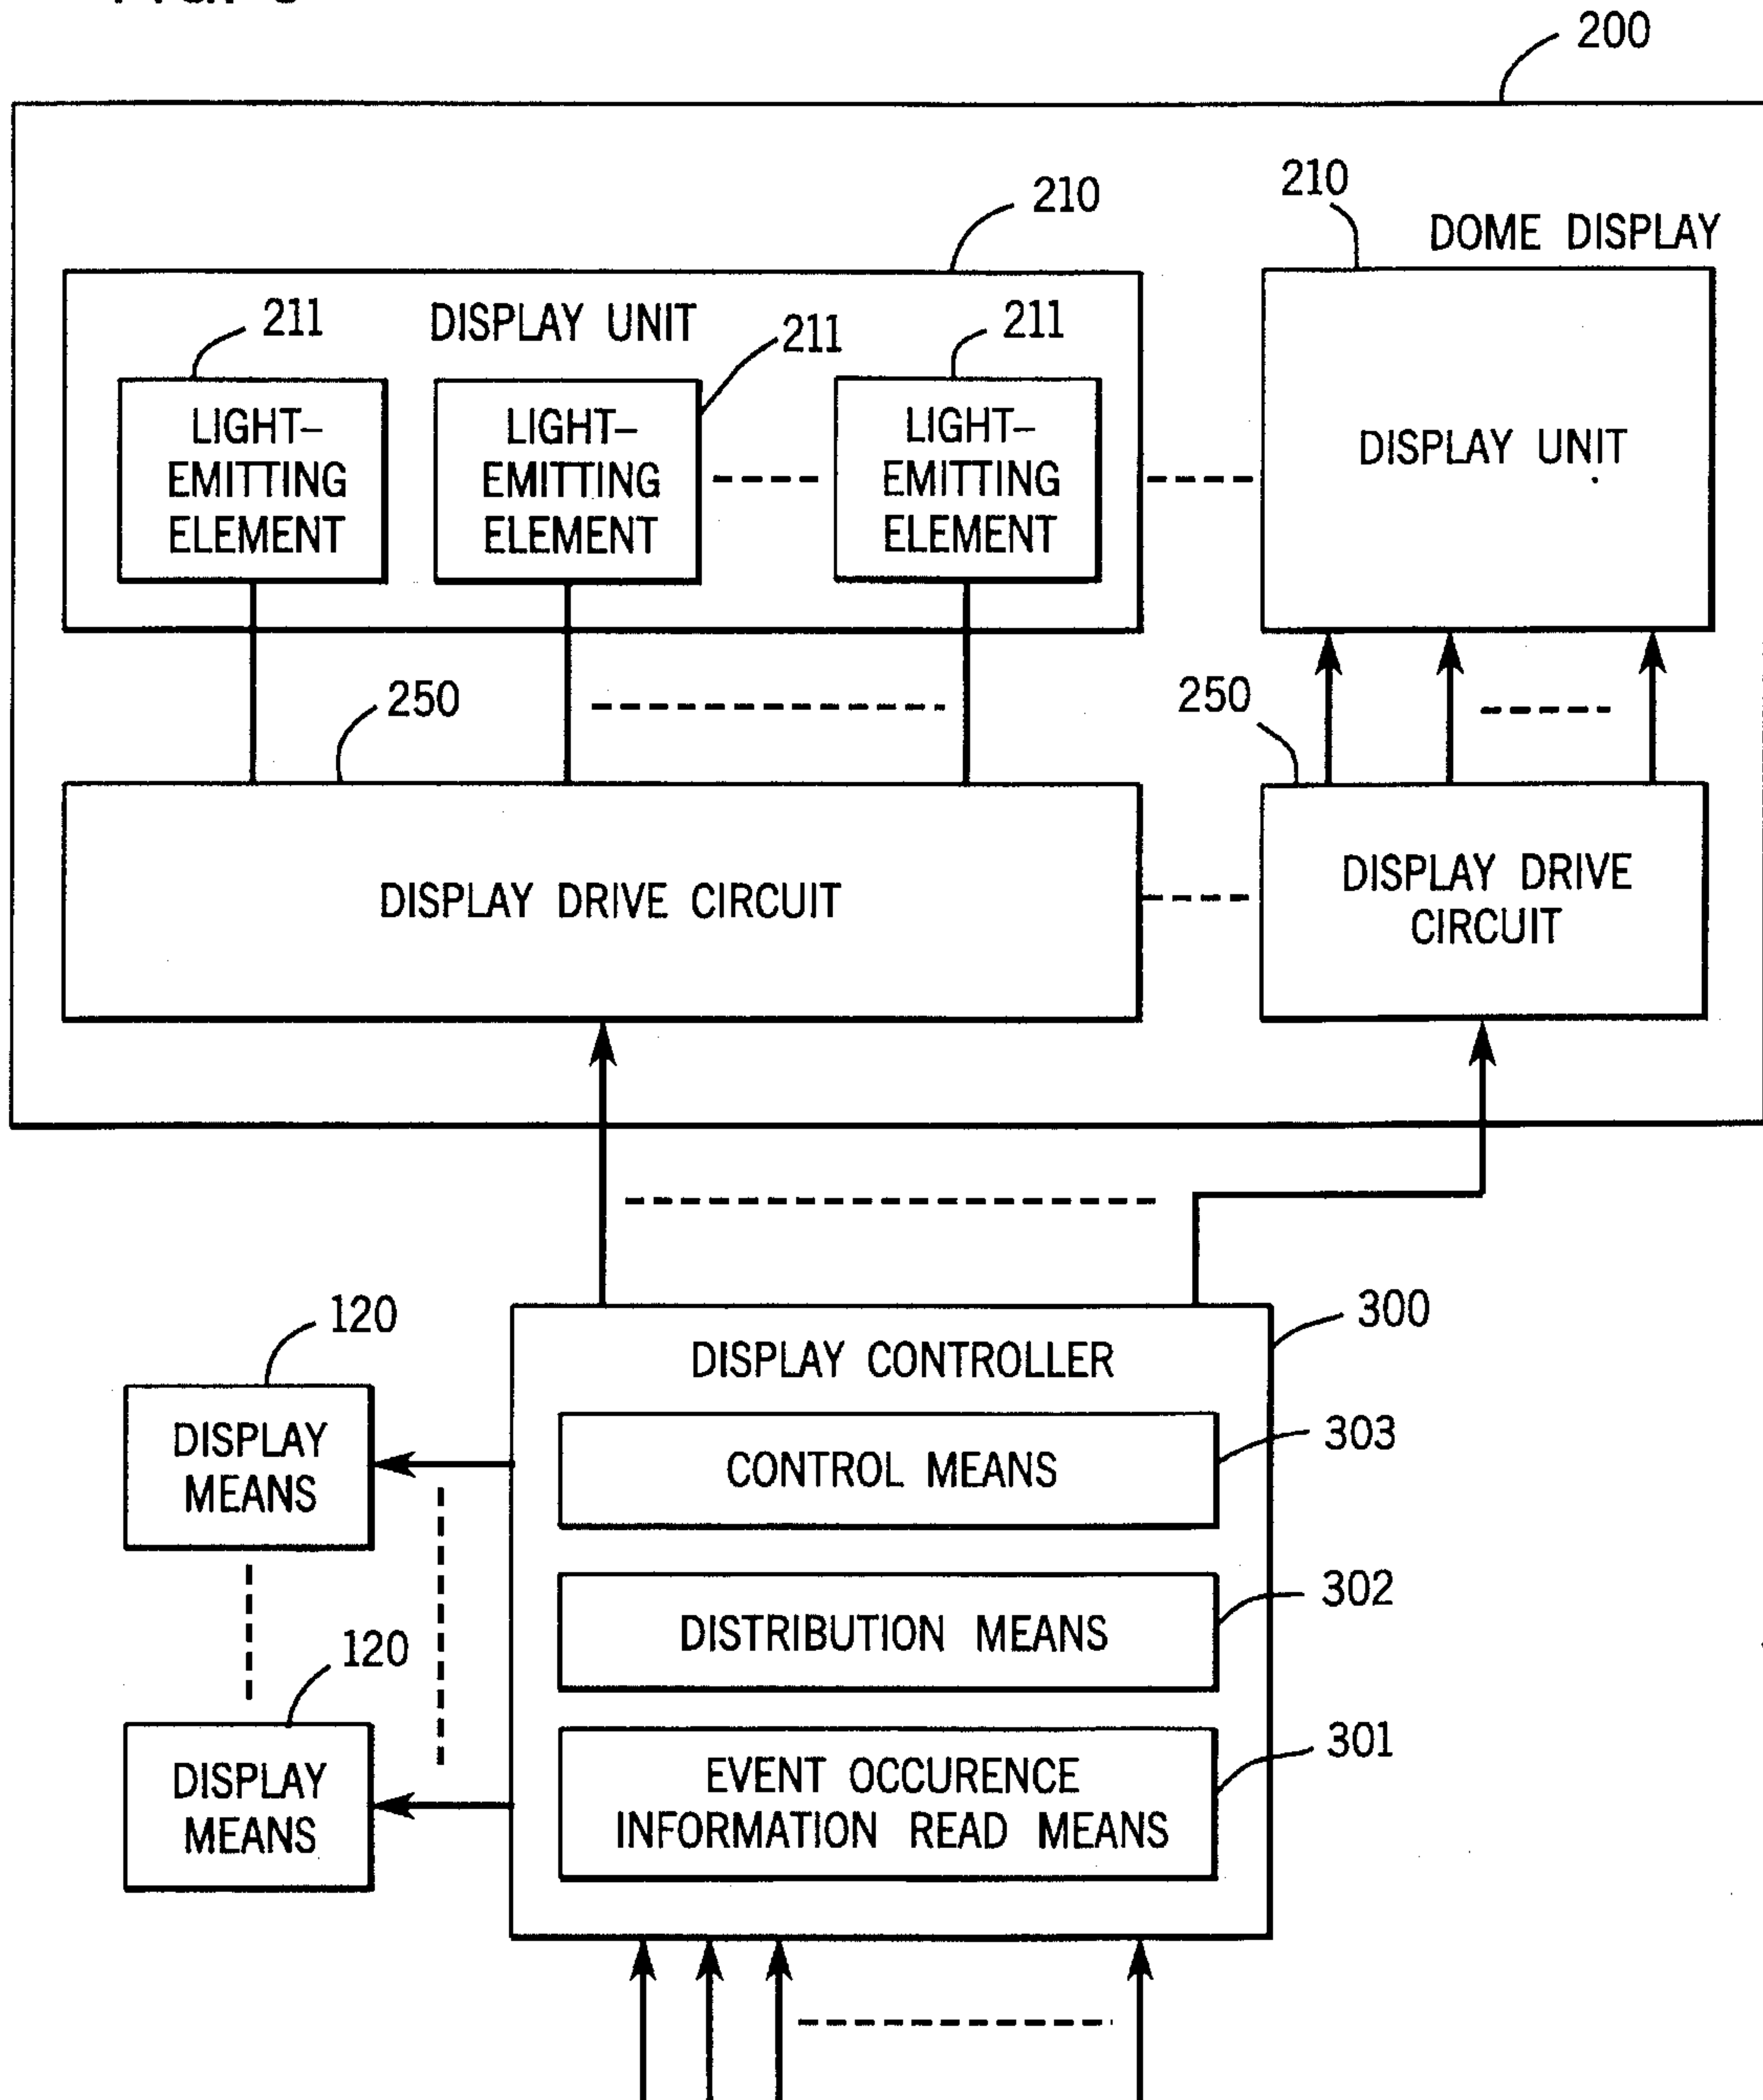 200
210
210
DOME DISPLAY
DISPLAY UNIT
211
211
211
LIGHT-
EMITTING
ELEMENT
LIGHT-
EMITTING
ELEMENT
LIGHT-
EMITTING
ELEMENT
DISPLAY UNIT
250
250
DISPLAY DRIVE CIRCUIT
DISPLAY DRIVE
CIRCUIT
300
DISPLAY CONTROLLER
120
DISPLAY
MEANS
303
CONTROL MEANS
302
DISTRIBUTION MEANS
120
DISPLAY
MEANS
301
EVENT OCCURENCE
INFORMATION READ MEANS